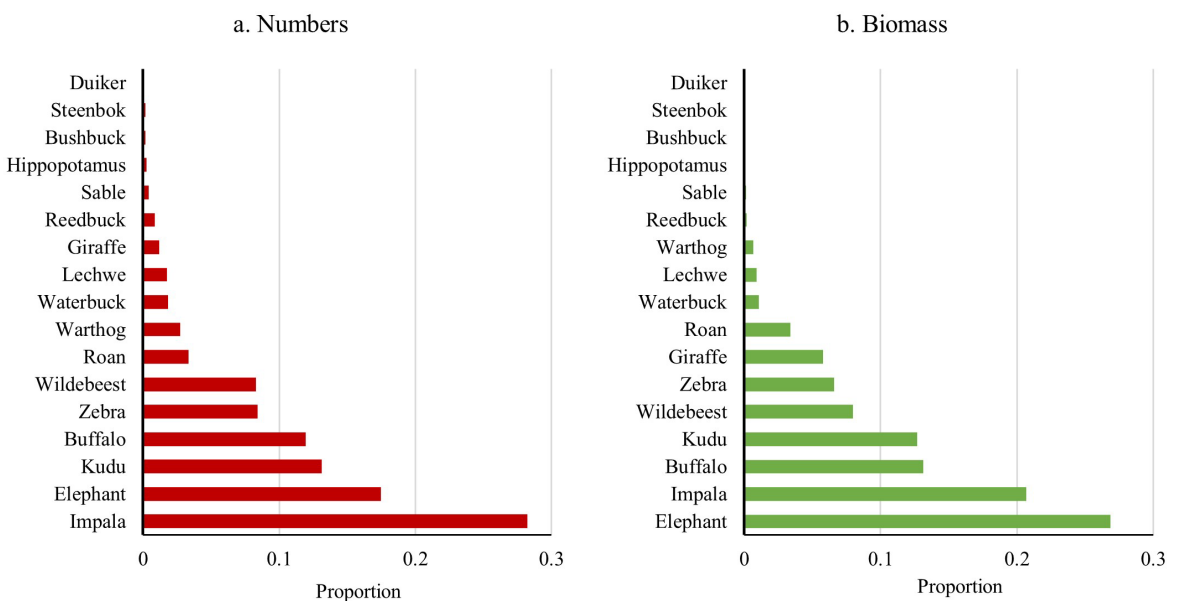 a. Numbers
Duiker
Steenbok
Bushbuck
Hippopotamus
Sable
Reedbuck
Giraffe
Lechwe
Waterbuck
Warthog
Roan
Wildebeest
Zebra
Buffalo
Kudu
Elephant
Impala
0 0.1 0.2 0.3
Proportion
b. Biomass
Duiker
Steenbok
Bushbuck
Hippopotamus
Sable
Reedbuck
Warthog
Lechwe
Waterbuck
Roan
Giraffe
Zebra
Wildebeest
Kudu
Buffalo
Impala
Elephant
0 0.1 0.2 0.3
Proportion